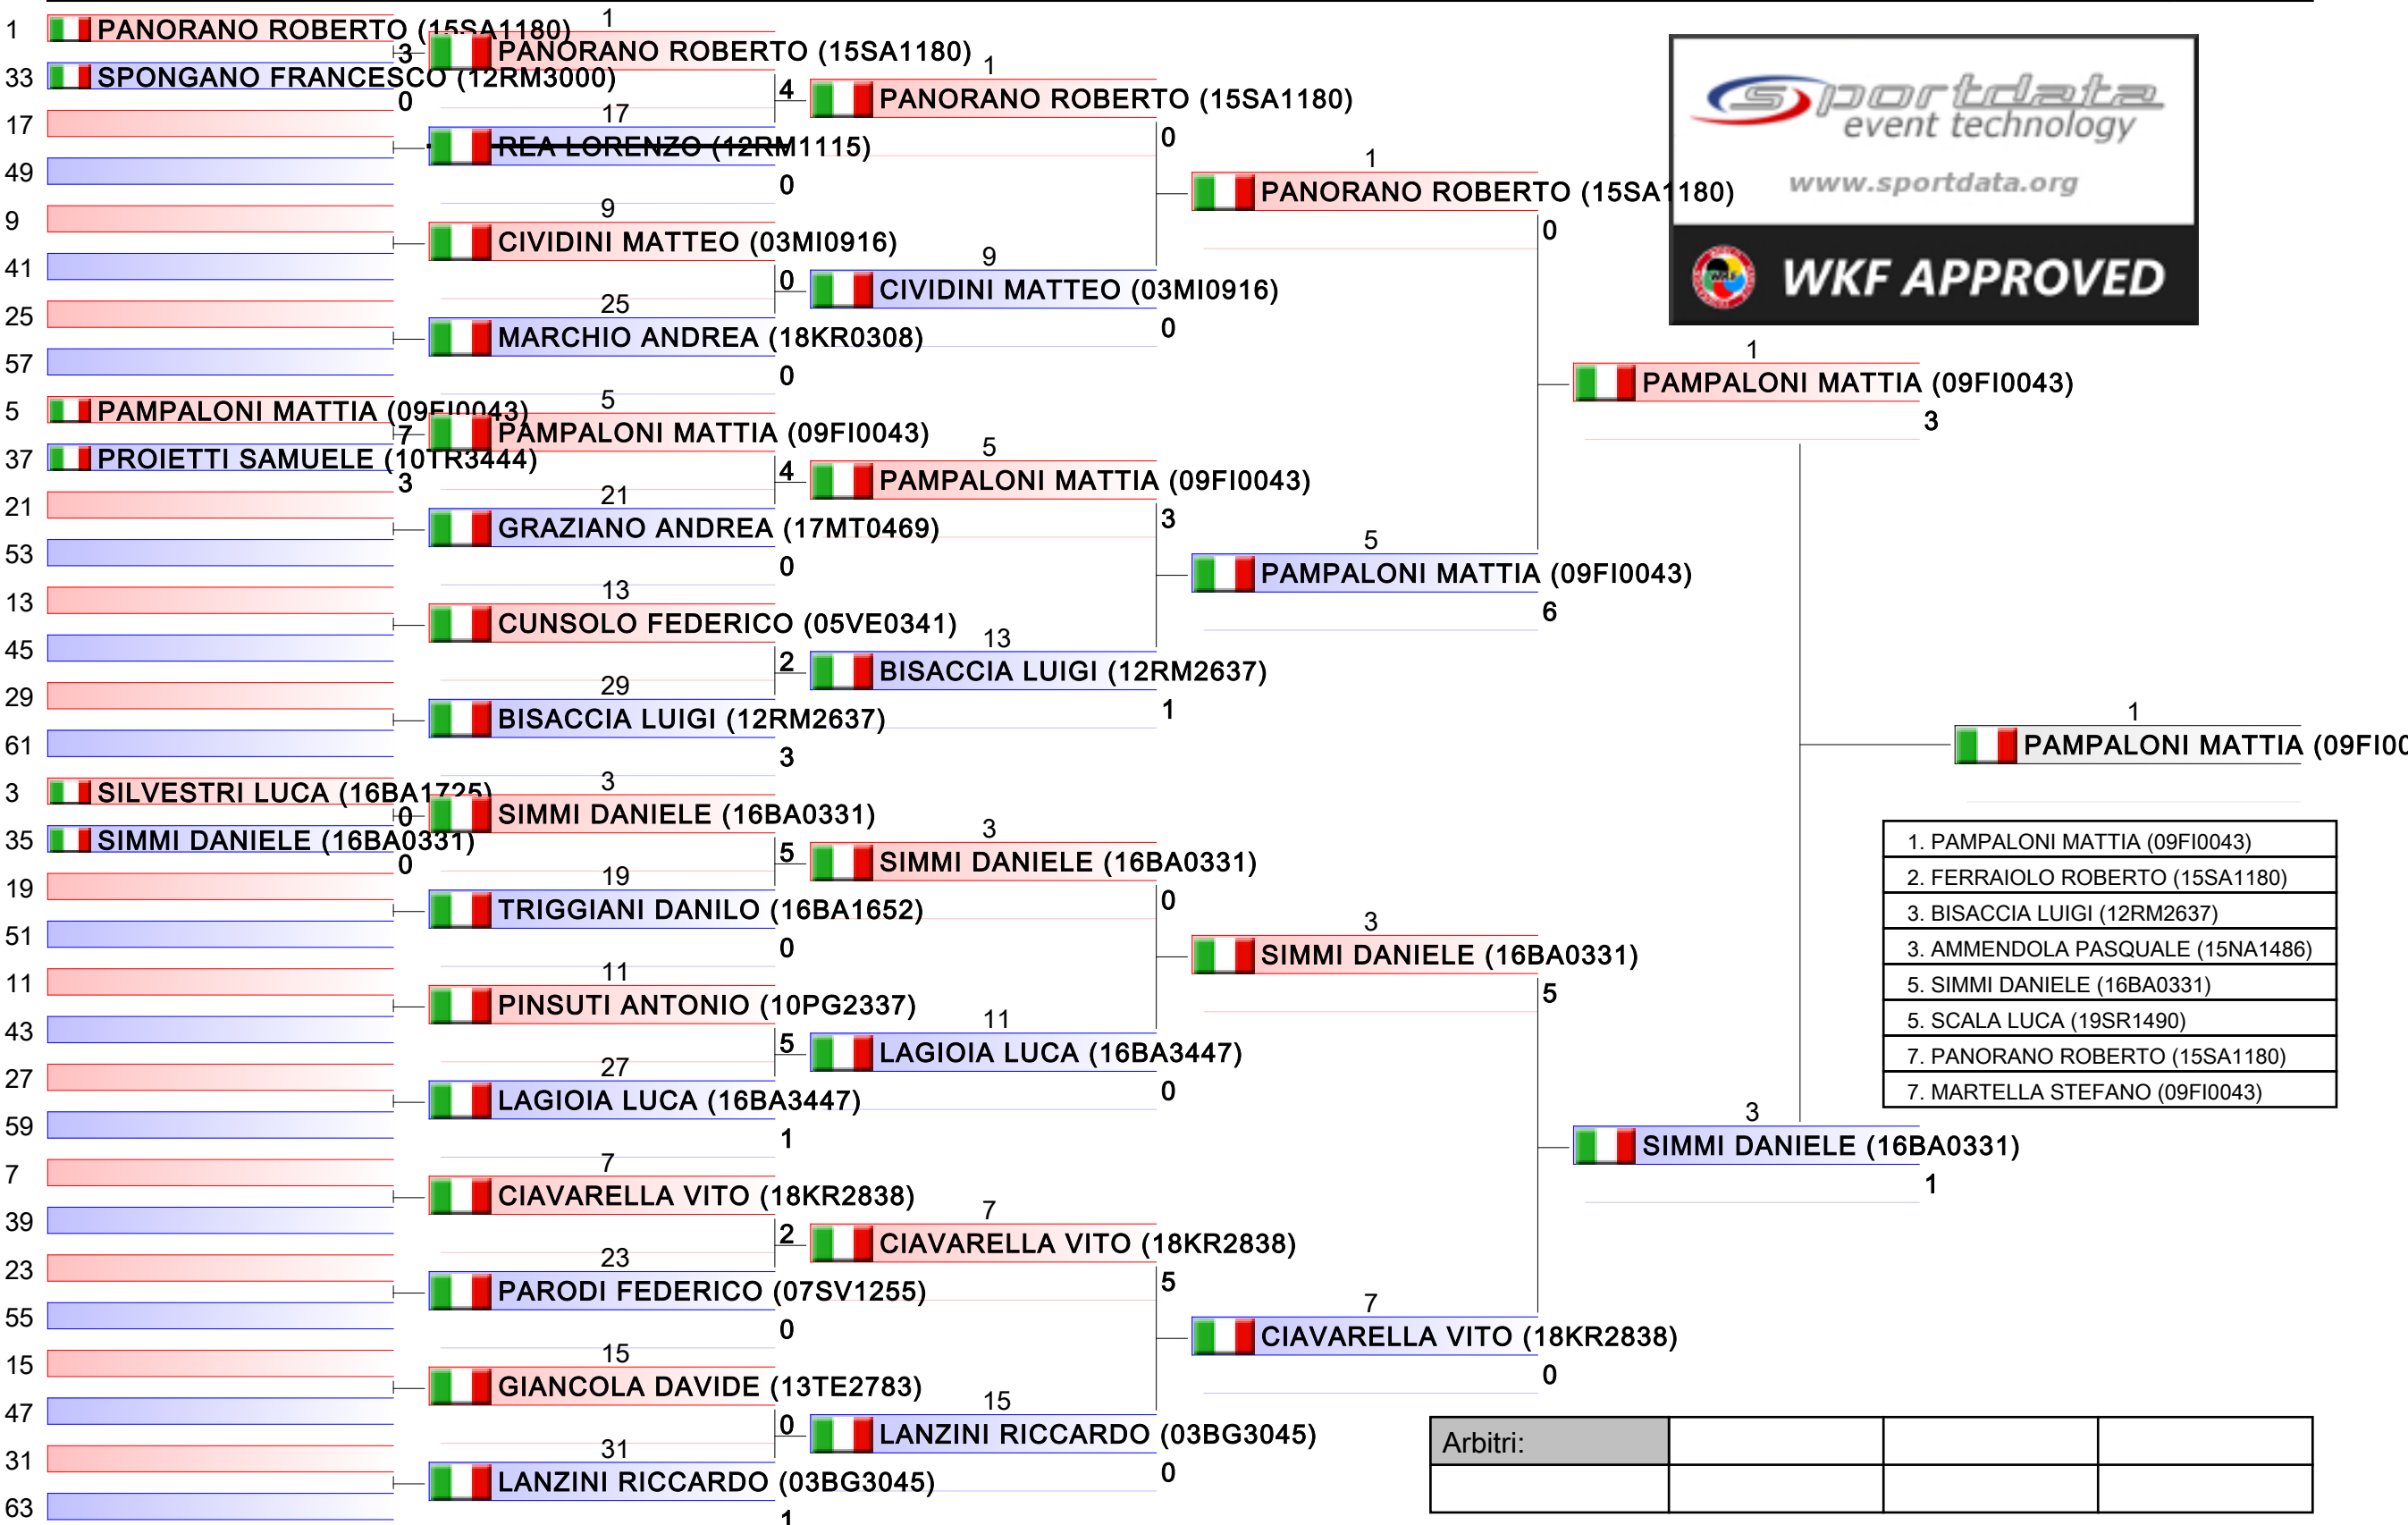 1 PANORANO ROBERTO (15SA1180)
3
33 SPONGANO FRANCESCO (12RM3000)
0
17
49
9
41
25
57
5 PAMPALONI MATTIA (09FI0043)
7
37 PROIETTI SAMUELE (10TR3444)
3
21
53
13
45
29
61
3 SILVESTRI LUCA (16BA1725)
0
35 SIMMI DANIELE (16BA0331)
0
19
51
11
43
27
59
7
39
23
55
15
47
31
63
1
PANORANO ROBERTO (15SA1180)
4
17
REA LORENZO (12RM1115)
0
9
CIVIDINI MATTEO (03MI0916)
0
25
MARCHIO ANDREA (18KR0308)
0
5
PAMPALONI MATTIA (09FI0043)
4
21
GRAZIANO ANDREA (17MT0469)
0
13
CUNSOLO FEDERICO (05VE0341)
2
29
BISACCIA LUIGI (12RM2637)
3
3
SIMMI DANIELE (16BA0331)
5
19
TRIGGIANI DANILO (16BA1652)
0
11
PINSUTI ANTONIO (10PG2337)
5
27
LAGIOIA LUCA (16BA3447)
1
7
CIAVARELLA VITO (18KR2838)
2
23
PARODI FEDERICO (07SV1255)
0
15
GIANCOLA DAVIDE (13TE2783)
0
31
LANZINI RICCARDO (03BG3045)
1
1
PANORANO ROBERTO (15SA1180)
0
9
CIVIDINI MATTEO (03MI0916)
0
5
PAMPALONI MATTIA (09FI0043)
3
13
BISACCIA LUIGI (12RM2637)
1
3
SIMMI DANIELE (16BA0331)
0
11
LAGIOIA LUCA (16BA3447)
0
7
CIAVARELLA VITO (18KR2838)
5
15
LANZINI RICCARDO (03BG3045)
0
1
PANORANO ROBERTO (15SA1180)
0
5
PAMPALONI MATTIA (09FI0043)
6
3
SIMMI DANIELE (16BA0331)
5
7
CIAVARELLA VITO (18KR2838)
0
1
PAMPALONI MATTIA (09FI0043)
3
3
SIMMI DANIELE (16BA0331)
1
1
PAMPALONI MATTIA (09FI00
sportdata
event technology
www.sportdata.org
WKF
WKF APPROVED
1. PAMPALONI MATTIA (09FI0043)
2. FERRAIOLO ROBERTO (15SA1180)
3. BISACCIA LUIGI (12RM2637)
3. AMMENDOLA PASQUALE (15NA1486)
5. SIMMI DANIELE (16BA0331)
5. SCALA LUCA (19SR1490)
7. PANORANO ROBERTO (15SA1180)
7. MARTELLA STEFANO (09FI0043)
Arbitri: